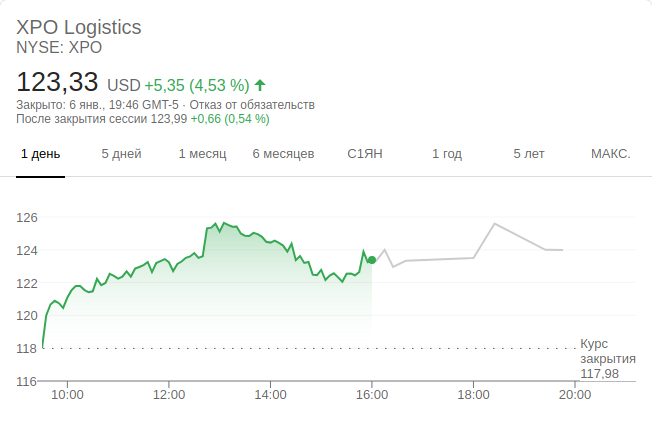 XPO Logistics
NYSE: XPO
123,33 USD +5,35 (4,53 %)
Закрыто: 6 янв., 19:46 GMT-5 · Отказ от обязательств
После закрытия сессии 123,99 +0,66 (0,54 %)
1 день 5 дней 1 месяц 6 месяцев С1ЯН 1 год 5 лет МАКС.
126
124
122
120
118
116
Курс
закрытия
117,98
10:00 12:00 14:00 16:00 18:00 20:00